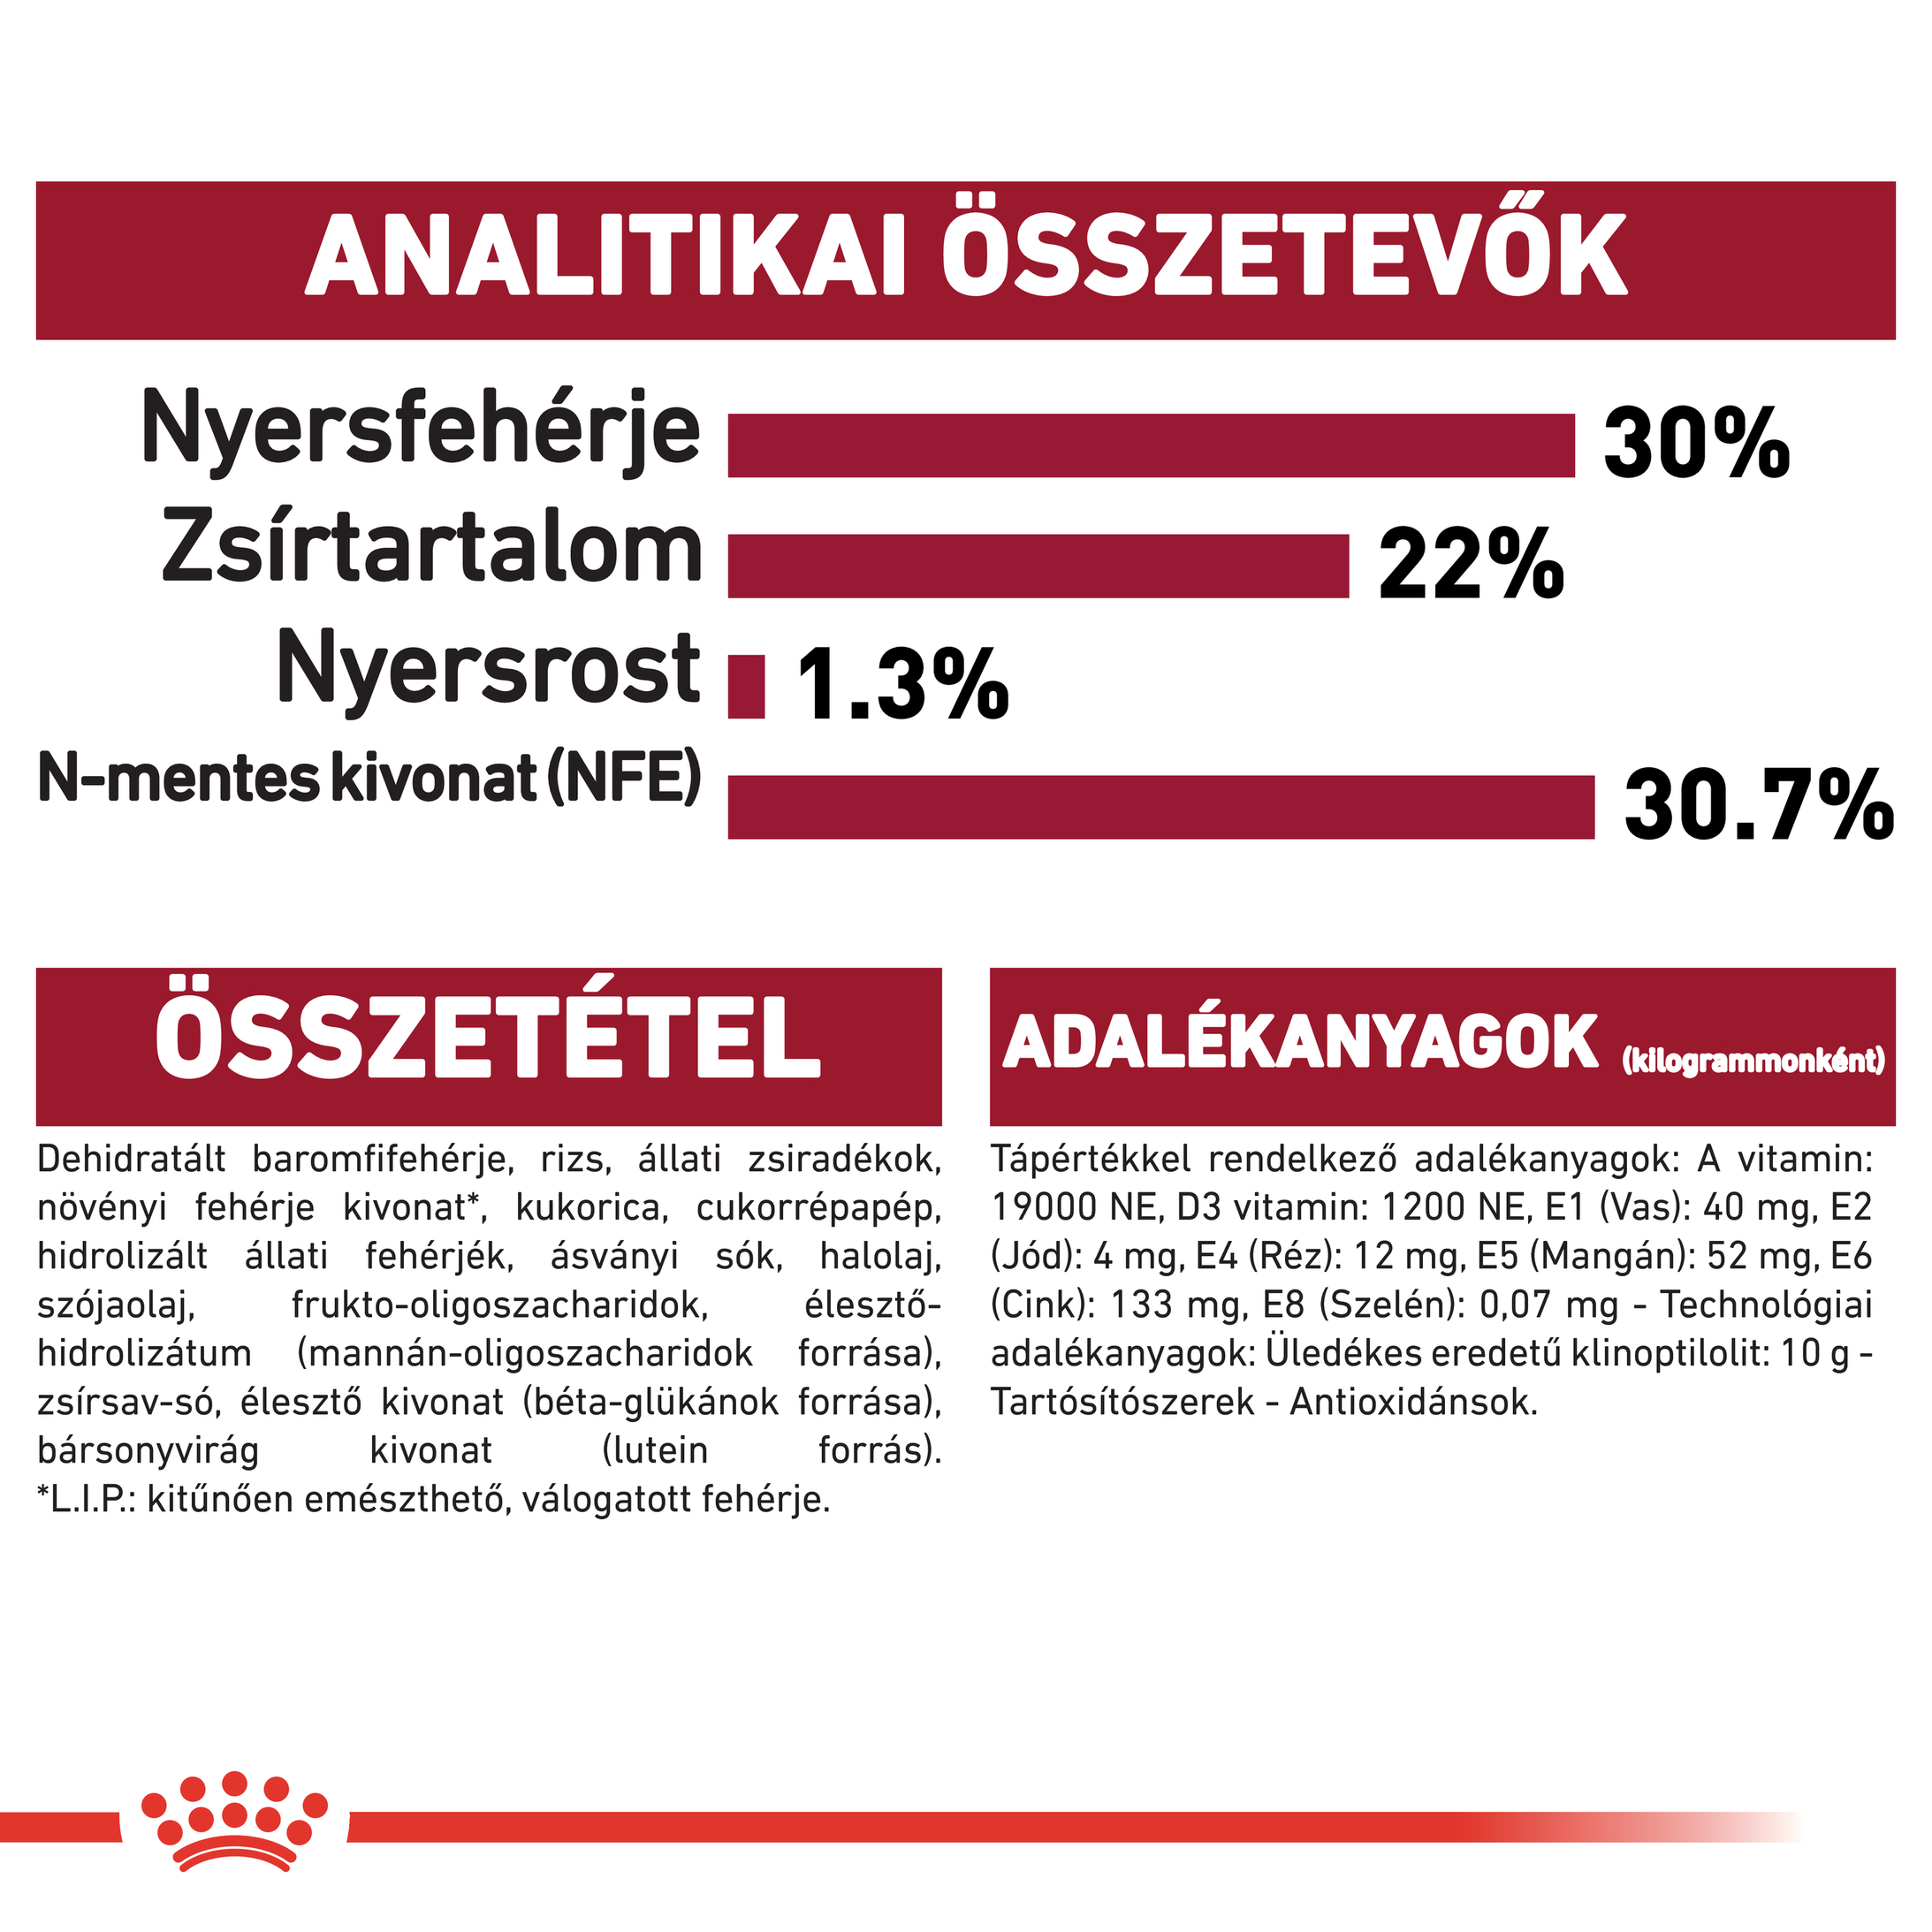 ANALITIKAI ÖSSZETEVŐK
Nyersfehérje 30%
Zsírtartalom 22%
Nyersrost 1.3%
N-mentes kivonat (NFE) 30.7%
ÖSSZETÉTEL
Dehidratált baromfifehérje, rizs, állati zsiradékok,
növényi fehérje kivonat*, kukorica, cukorrépapép,
hidrolizált állati fehérjék, ásványi sók, halolaj,
szójaolaj, frukto-oligoszacharidok, élesztő-
hidrolizátum (mannán-oligoszacharidok forrása),
zsírsav-só, élesztő kivonat (béta-glükánok forrása),
bársonyvirág kivonat (lutein forrás).
*L.I.P.: kitűnően emészthető, válogatott fehérje.
ADALÉKANYAGOK (kilogrammonként)
Tápértékkel rendelkező adalékanyagok: A vitamin:
19000 NE, D3 vitamin: 1200 NE, E1 (Vas): 40 mg, E2
(Jód): 4 mg, E4 (Réz): 12 mg, E5 (Mangán): 52 mg, E6
(Cink): 133 mg, E8 (Szelén): 0,07 mg - Technológiai
adalékanyagok: Üledékes eredetű klinoptilolit: 10 g -
Tartósítószerek - Antioxidánsok.